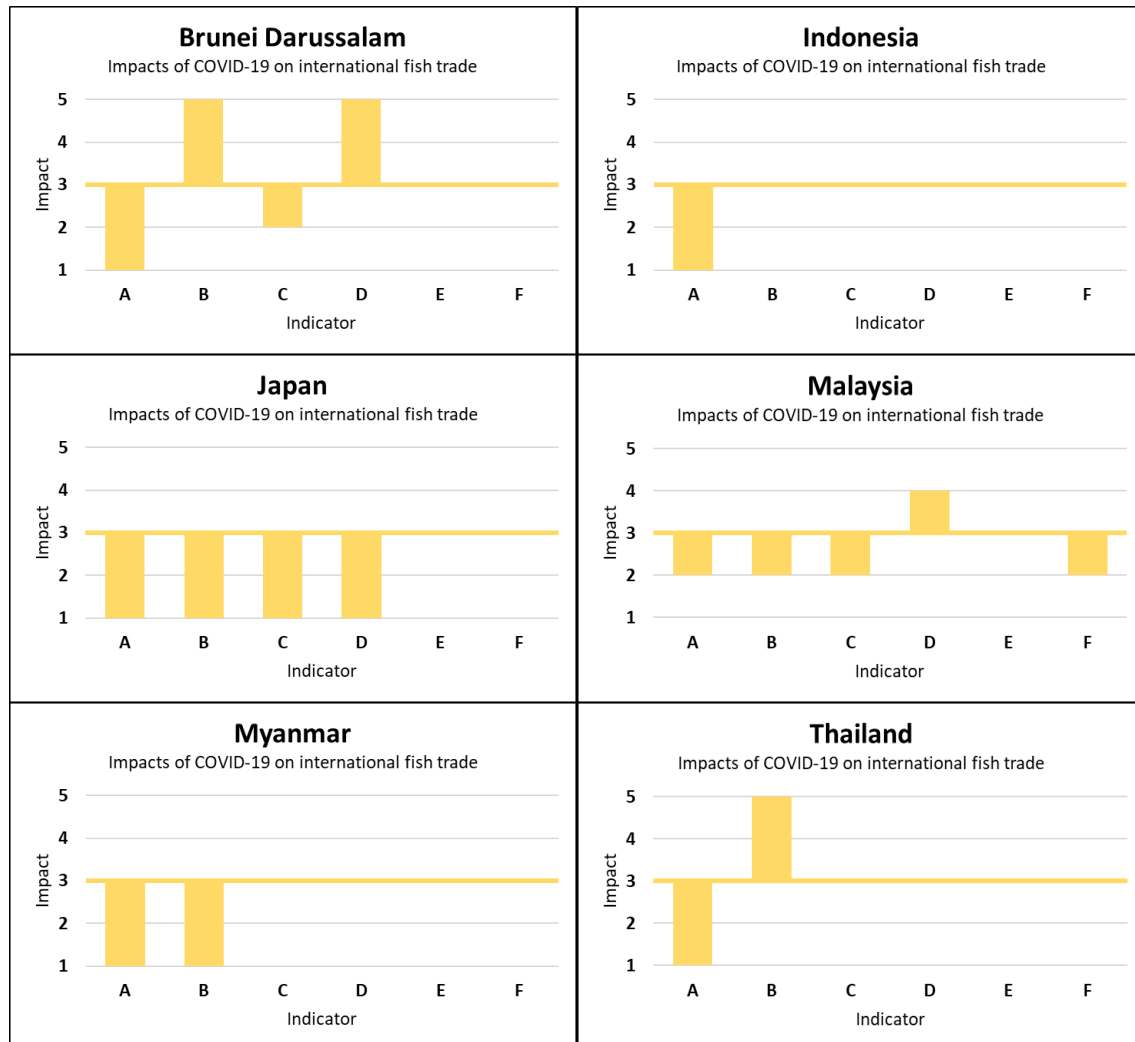 Brunei Darussalam
Impacts of COVID-19 on international fish trade
5
4
3
2
1
Impact
A B C D E F
Indicator
Indonesia
Impacts of COVID-19 on international fish trade
5
4
3
2
1
Impact
A B C D E F
Indicator
Japan
Impacts of COVID-19 on international fish trade
5
4
3
2
1
Impact
A B C D E F
Indicator
Malaysia
Impacts of COVID-19 on international fish trade
5
4
3
2
1
Impact
A B C D E F
Indicator
Myanmar
Impacts of COVID-19 on international fish trade
5
4
3
2
1
Impact
A B C D E F
Indicator
Thailand
Impacts of COVID-19 on international fish trade
5
4
3
2
1
Impact
A B C D E F
Indicator